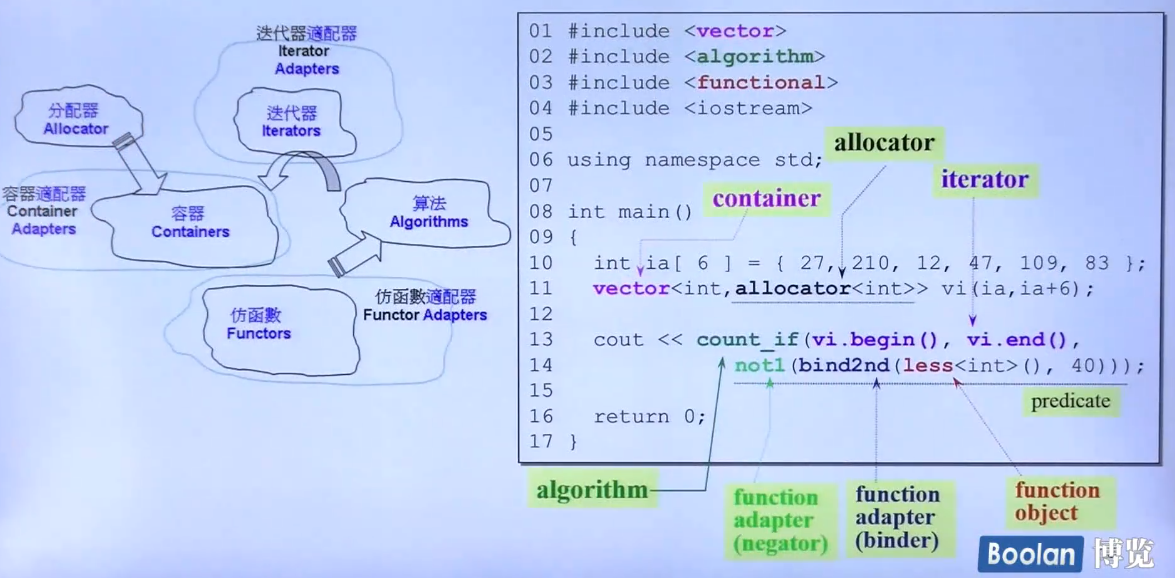 迭代器適配器
Iterator
Adapters
分配器
Allocator
迭代器
Iterators
容器適配器
Container
Adapters
容器
Containers
算法
Algorithms
仿函數
Functors
仿函數適配器
Functor Adapters
01 #include <vector>
02 #include <algorithm>
03 #include <functional>
04 #include <iostream>
05
06 using namespace std;
07
08 int main()
09 {
10 int ia[ 6 ] = { 27, 210, 12, 47, 109, 83 };
11 vector<int,allocator<int>> vi(ia,ia+6);
12
13 cout << count_if(vi.begin(), vi.end(),
14 not1(bind2nd(less<int>(), 40)));
15
16 return 0;
17 }
allocator
iterator
container
predicate
algorithm
function
adapter
(negator)
function
adapter
(binder)
function
object
Boolan 博览